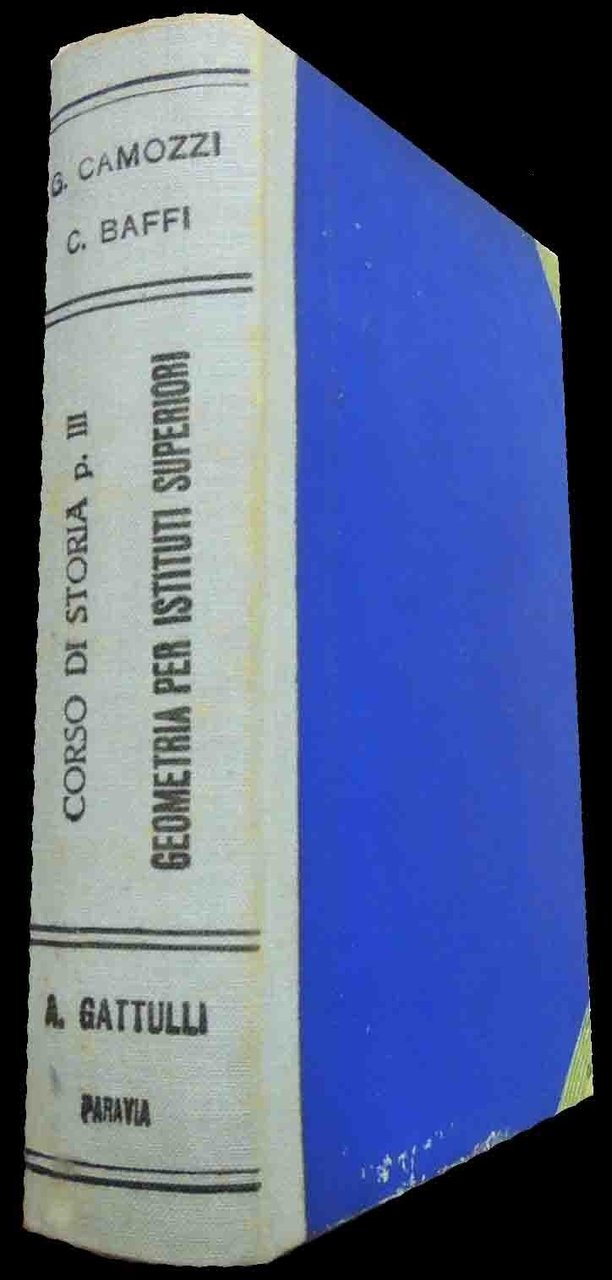 G. CAMOZZI
C. BAFFI
CORSO DI STORIA p. III
GEOMETRIA PER ISTITUTI SUPERIORI
A. GATTULLI
PARAVIA